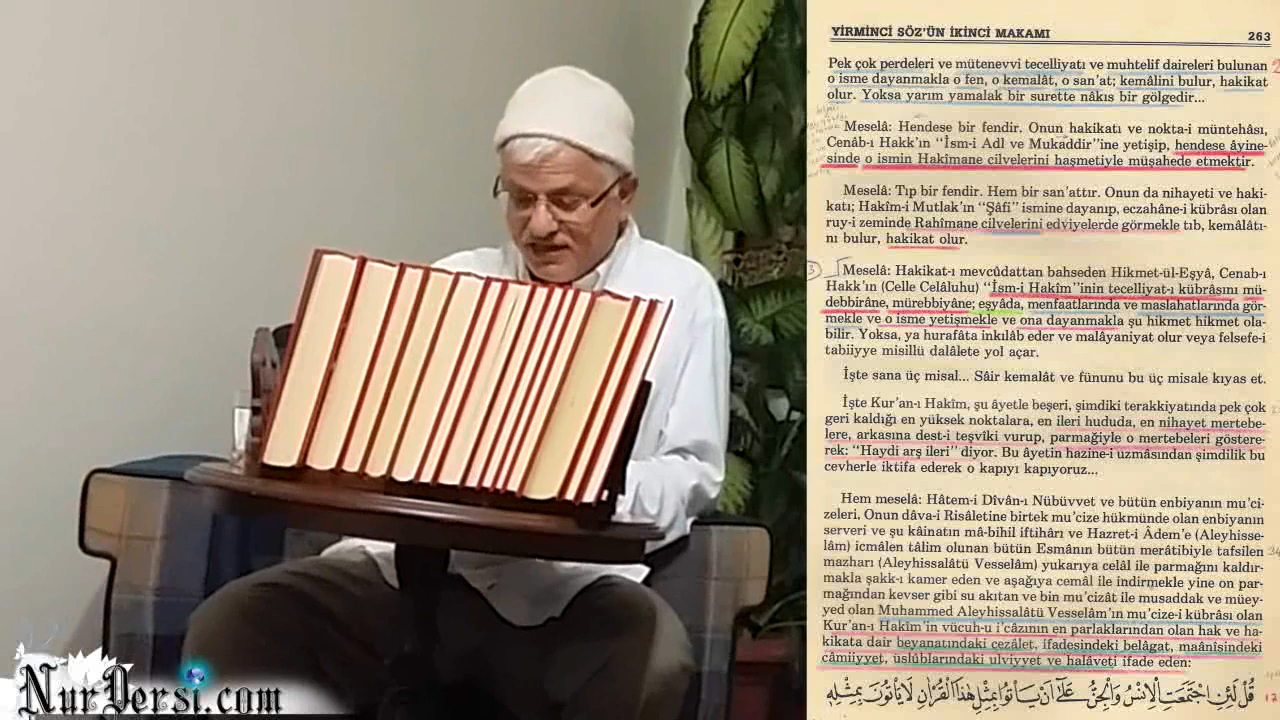 YİRMİNCİ SÖZ'ÜN İKİNCİ MAKAMI 263
Pek çok perdeleri ve mütenevvi tecelliyatı ve muhtelif daireleri bulunan
o isme dayanmakla o fen, o kemalât, o san'at; kemâlini bulur, hakikat
olur. Yoksa yarım yamalak bir surette nâkıs bir gölgedir...
Meselâ: Hendese bir fendir. Onun hakikatı ve nokta-i müntehâsı,
Cenâb-ı Hakk'ın "İsm-i Adl ve Mukaddir"ine yetişip, hendese âyine-
sinde o ismin Hakîmane cilvelerini haşmetiyle müşahede etmektir.
Meselâ: Tıp bir fendir. Hem bir san'attır. Onun da nihayeti ve haki-
katı; Hakîm-i Mutlak'ın "Şâfi" ismine dayanıp, eczahâne-i kübrâsı olan
ruy-i zeminde Rahîmane cilvelerini edviyelerde görmekle tıb, kemâlâtı-
nı bulur, hakikat olur.
Meselâ: Hakikat-ı mevcûdattan bahseden Hikmet-ül-Eşyâ, Cenab-ı
Hakk'ın (Celle Celâluhu) "İsm-i Hakîm"inin tecelliyat-ı kübrâsını mü-
debbirâne, mürebbiyâne; eşyâda, menfaatlarında ve maslahatlarında gör-
mekle ve o isme yetişmekle ve ona dayanmakla şu hikmet hikmet ola-
bilir. Yoksa, ya hurafâta inkılâb eder ve malâyaniyat olur veya felsefe-i
tabiiyye misillü dalâlete yol açar.
İşte sana üç misal... Sâir kemalât ve fünunu bu üç misale kıyas et.
İşte Kur'an-ı Hakîm, şu âyetle beşeri, şimdiki terakkiyatında pek çok
geri kaldığı en yüksek noktalara, en ileri hududa, en nihayet mertebe-
lere, arkasına dest-i teşvîki vurup, parmağiyle o mertebeleri göstere-
rek: "Haydi arş ileri" diyor. Bu âyetin hazine-i uzmâsından şimdilik bu
cevherle iktifa ederek o kapıyı kapıyoruz...
Hem meselâ: Hâtem-i Dîvân-ı Nübüvvet ve bütün enbiyanın mu'ci-
zeleri. Onun dâva-i Risâletine birtek mu'cize hükmünde olan enbiyanın
serveri ve şu kâinatın mâ-bihil iftihârı ve Hazret-i Âdem'e (Aleyhisse-
lâm) icmâlen tâlim olunan bütün Esmânın bütün merâtibiyle tafsilen
mazharı (Aleyhissalâtü Vesselâm) yukarıya celâl ile parmağını kaldır-
makla şakk-ı kamer eden ve aşağıya cemâl ile indirmekle yine on par-
mağından kevser gibi su akıtan ve bin mu'cizât ile musaddak ve müey-
yed olan Muhammed Aleyhissalâtü Vesselâm'ın mu'cize-i kübrâsı olan
Kur'an-ı Hakîm'in vücuh-u i'câzının en parlaklarından olan hak ve ha-
kikata dair beyanatındaki cezâlet, ifadesindeki belâgat, maânîsindeki
câmiiyyet, üslûblarındaki ulviyyet ve halâveti ifade eden:
قُلْ لَئِنِ اجْتَمَعَتِ الْاِنْسُ وَالْجِنُّ عَلٰٓى اَنْ يَاْتُوا بِمِثْلِ هٰذَا الْقُرْاٰنِ لَا يَاْتُونَ بِمِثْلِهِ
NurDersi.com